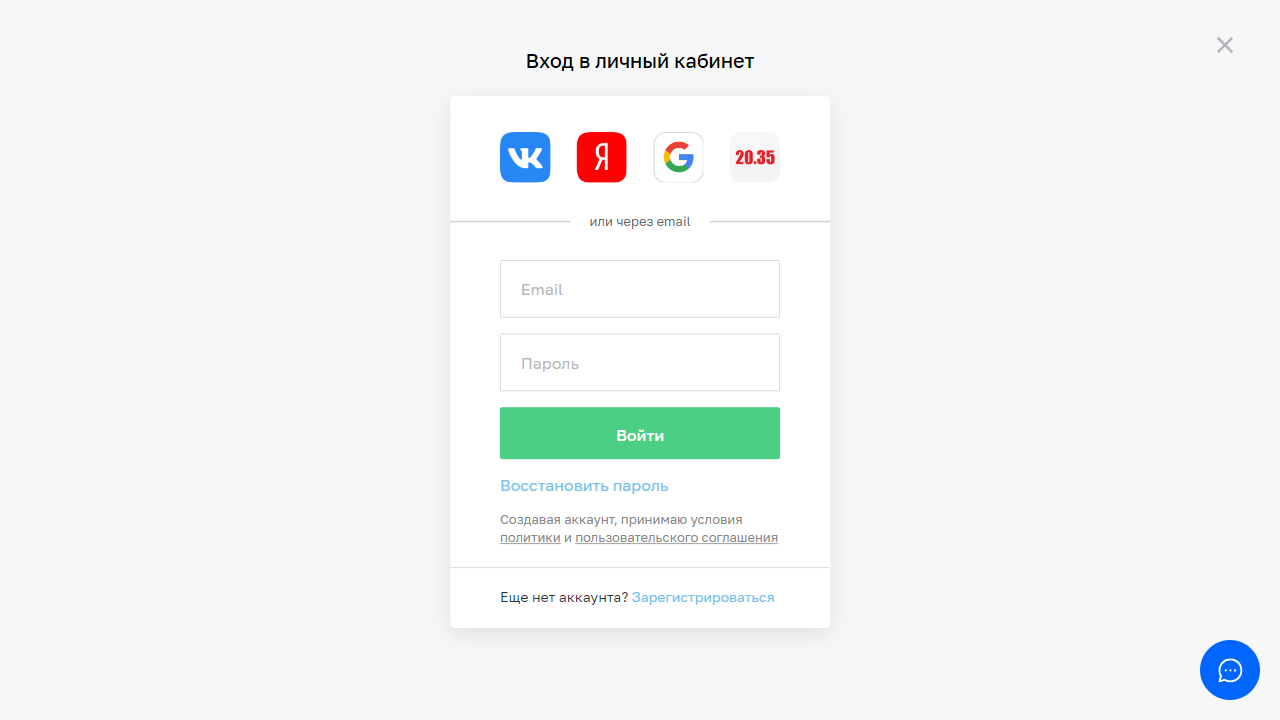 Вход в личный кабинет
Я
20.35
или через email
Email
Пароль
Войти
Восстановить пароль
Создавая аккаунт, принимаю условия
политики и пользовательского соглашения
Еще нет аккаунта? Зарегистрироваться